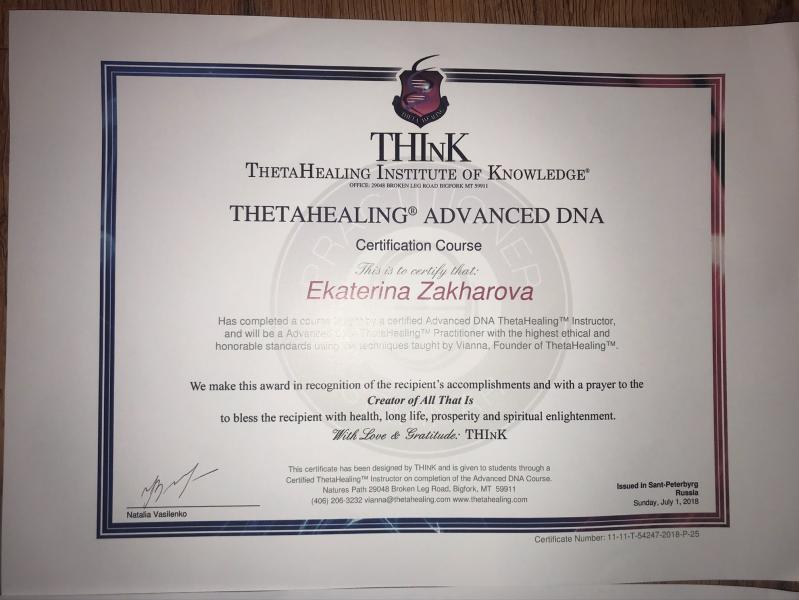 THETA HEALING
THInK
THETAHEALING INSTITUTE OF KNOWLEDGE®
OFFICE: 29048 BROKEN LEG ROAD BIGFORK MT 59911
THETAHEALING® ADVANCED DNA
Certification Course
This is to certify that:
PRACTITIONER
Ekaterina Zakharova
Has completed a course taught by a certified Advanced DNA ThetaHealing™ Instructor,
and will be a Advanced DNA ThetaHealing™ Practitioner with the highest ethical and
honorable standards using the techniques taught by Vianna, Founder of ThetaHealing™.
We make this award in recognition of the recipient's accomplishments and with a prayer to the
Creator of All That Is
to bless the recipient with health, long life, prosperity and spiritual enlightenment.
With Love & Gratitude: THInK
This certificate has been designed by THINK and is given to students through a
Certified ThetaHealing™ Instructor on completion of the Advanced DNA Course.
Natures Path 29048 Broken Leg Road, Bigfork, MT 59911
(406) 206-3232 vianna@thetahealing.com www.thetahealing.com
Natalia Vasilenko
Issued in Sant-Peterbyrg
Russia
Sunday, July 1, 2018
Certificate Number: 11-11-T-54247-2018-P-25